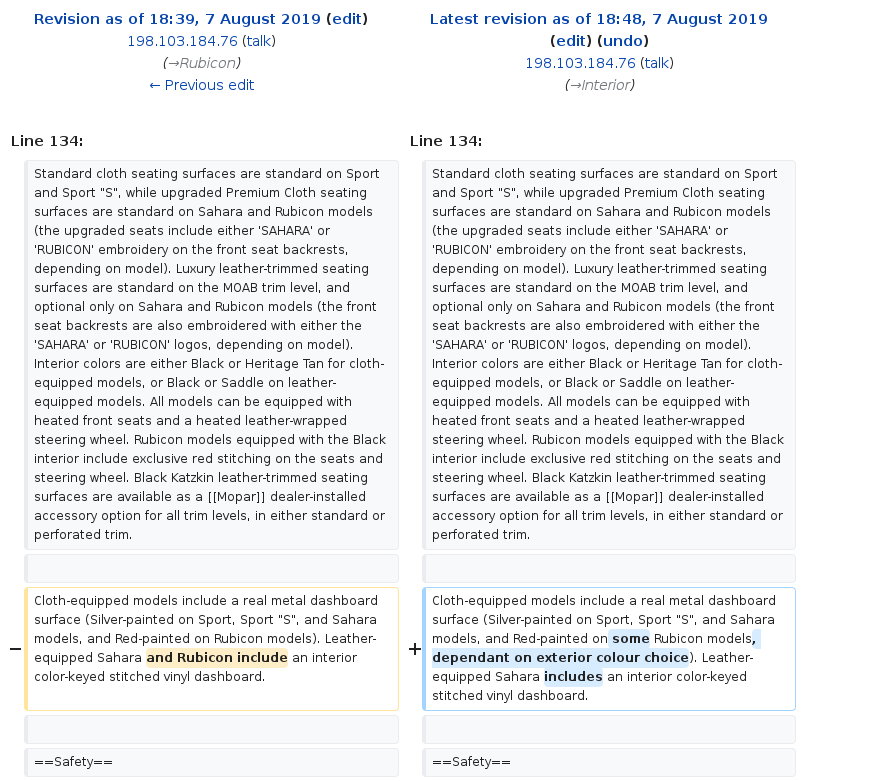 Revision as of 18:39, 7 August 2019 (edit)
198.103.184.76 (talk)
(→Rubicon)
← Previous edit
Latest revision as of 18:48, 7 August 2019
(edit) (undo)
198.103.184.76 (talk)
(→Interior)
Line 134:
Standard cloth seating surfaces are standard on Sport
and Sport "S", while upgraded Premium Cloth seating
surfaces are standard on Sahara and Rubicon models
(the upgraded seats include either 'SAHARA' or
'RUBICON' embroidery on the front seat backrests,
depending on model). Luxury leather-trimmed seating
surfaces are standard on the MOAB trim level, and
optional only on Sahara and Rubicon models (the front
seat backrests are also embroidered with either the
'SAHARA' or 'RUBICON' logos, depending on model).
Interior colors are either Black or Heritage Tan for cloth-
equipped models, or Black or Saddle on leather-
equipped models. All models can be equipped with
heated front seats and a heated leather-wrapped
steering wheel. Rubicon models equipped with the Black
interior include exclusive red stitching on the seats and
steering wheel. Black Katzkin leather-trimmed seating
surfaces are available as a [[Mopar]] dealer-installed
accessory option for all trim levels, in either standard or
perforated trim.
Line 134:
Standard cloth seating surfaces are standard on Sport
and Sport "S", while upgraded Premium Cloth seating
surfaces are standard on Sahara and Rubicon models
(the upgraded seats include either 'SAHARA' or
'RUBICON' embroidery on the front seat backrests,
depending on model). Luxury leather-trimmed seating
surfaces are standard on the MOAB trim level, and
optional only on Sahara and Rubicon models (the front
seat backrests are also embroidered with either the
'SAHARA' or 'RUBICON' logos, depending on model).
Interior colors are either Black or Heritage Tan for cloth-
equipped models, or Black or Saddle on leather-
equipped models. All models can be equipped with
heated front seats and a heated leather-wrapped
steering wheel. Rubicon models equipped with the Black
interior include exclusive red stitching on the seats and
steering wheel. Black Katzkin leather-trimmed seating
surfaces are available as a [[Mopar]] dealer-installed
accessory option for all trim levels, in either standard or
perforated trim.
−
Cloth-equipped models include a real metal dashboard
surface (Silver-painted on Sport, Sport "S", and Sahara
models, and Red-painted on Rubicon models). Leather-
equipped Sahara and Rubicon include an interior
color-keyed stitched vinyl dashboard.
+
Cloth-equipped models include a real metal dashboard
surface (Silver-painted on Sport, Sport "S", and Sahara
models, and Red-painted on some Rubicon models,
dependant on exterior colour choice). Leather-
equipped Sahara includes an interior color-keyed
stitched vinyl dashboard.
==Safety==
==Safety==